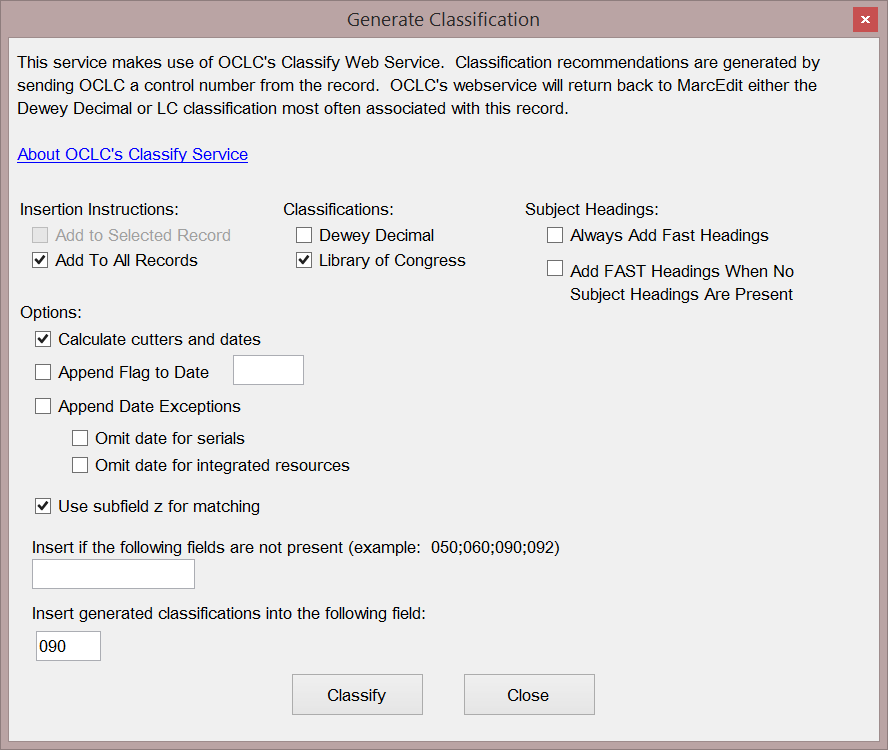 Generate Classification
This service makes use of OCLC's Classify Web Service.  Classification recommendations are generated by
sending OCLC a control number from the record.  OCLC's webservice will return back to MarcEdit either the
Dewey Decimal or LC classification most often associated with this record.
About OCLC's Classify Service
Insertion Instructions:
Add to Selected Record
Add To All Records
Classifications:
Dewey Decimal
Library of Congress
Subject Headings:
Always Add Fast Headings
Add FAST Headings When No
Subject Headings Are Present
Options:
Calculate cutters and dates
Append Flag to Date
Append Date Exceptions
Omit date for serials
Omit date for integrated resources
Use subfield z for matching
Insert if the following fields are not present (example:  050;060;090;092)
Insert generated classifications into the following field:
090
Classify
Close